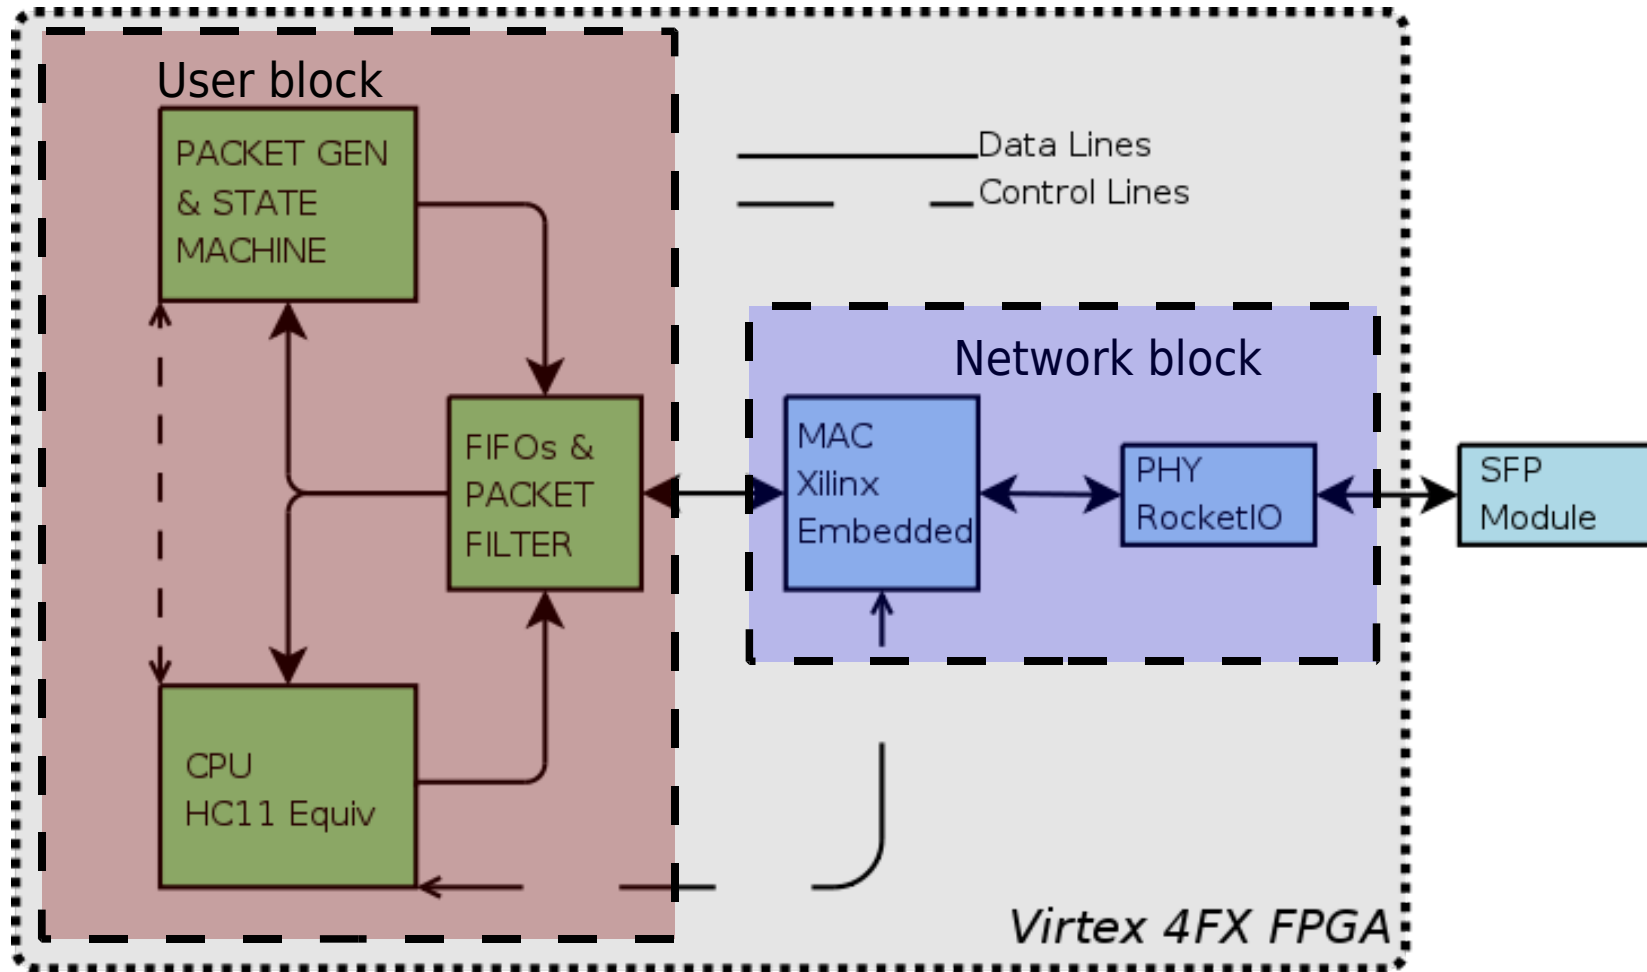 User block
PACKET GEN
& STATE
MACHINE
Data Lines
Control Lines
Network block
FIFOs &
PACKET
FILTER
MAC
Xilinx
Embedded
PHY
RocketIO
SFP
Module
CPU
HC11 Equiv
Virtex 4FX FPGA